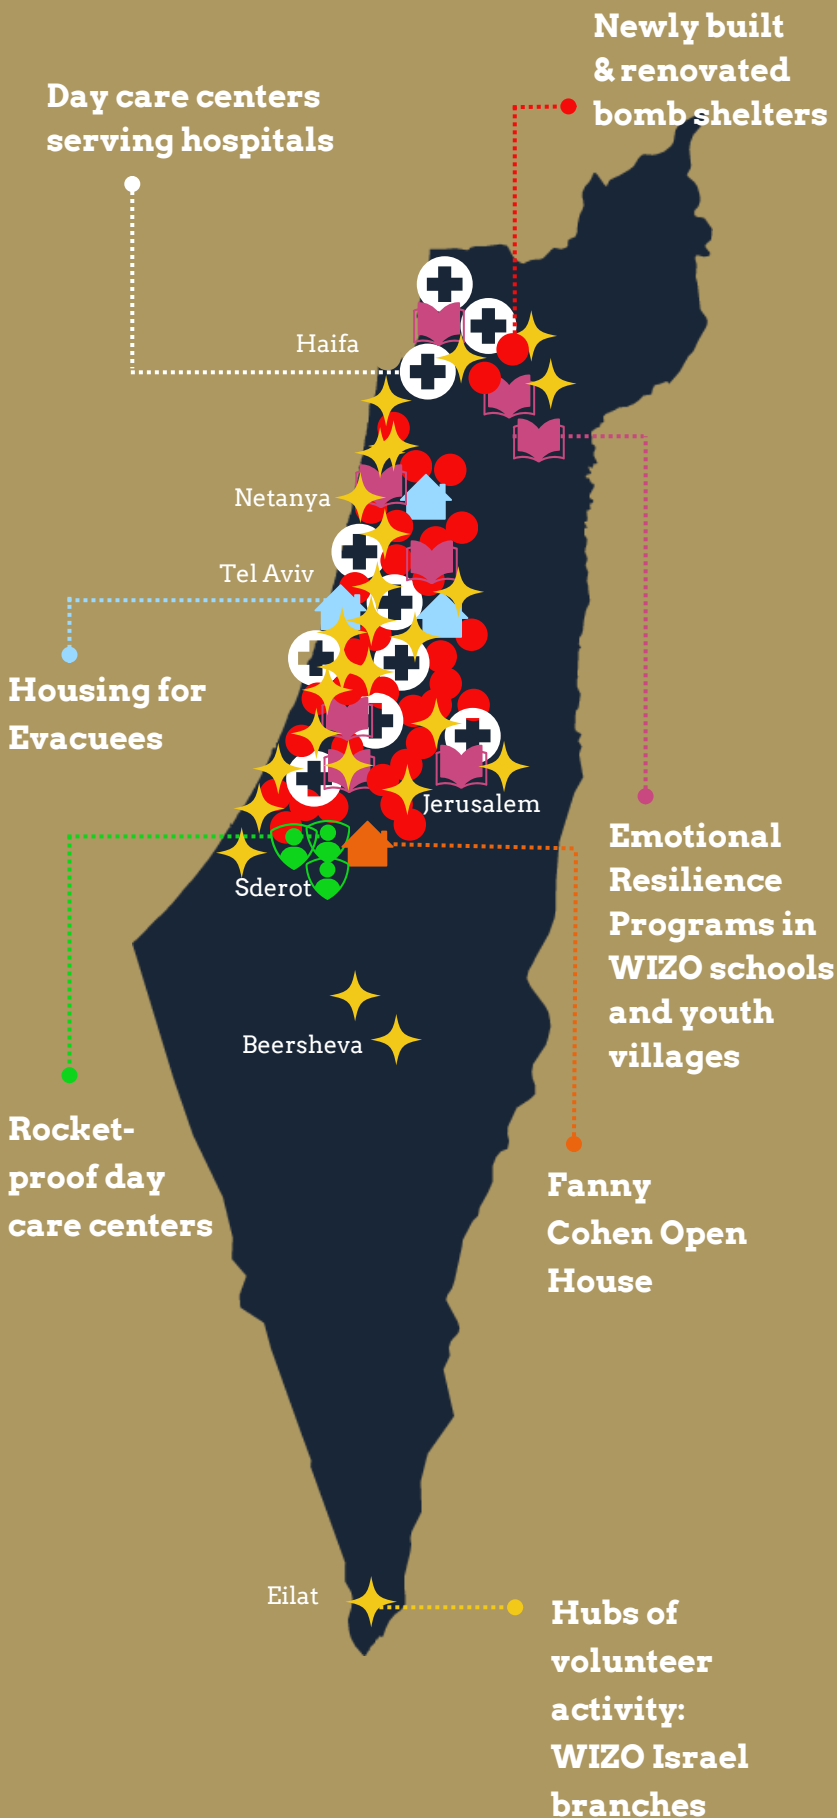 Newly built
& renovated
bomb shelters
Day care centers
serving hospitals
Haifa
Netanya
Tel Aviv
Housing for
Evacuees
Jerusalem
Emotional
Resilience
Programs in
WIZO schools
and youth
villages
Sderot
Beersheva
Rocket-
proof day
care centers
Fanny
Cohen Open
House
Eilat
Hubs of
volunteer
activity:
WIZO Israel
branches